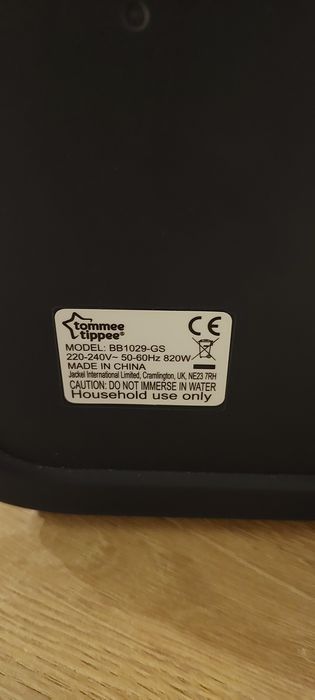 tommee
tippee®
MODEL: BB1029-GS
220-240V~ 50-60Hz 820W
MADE IN CHINA
Jackel International Limited, Cramlington, UK, NE23 7RH
CAUTION: DO NOT IMMERSE IN WATER
Household use only
CE